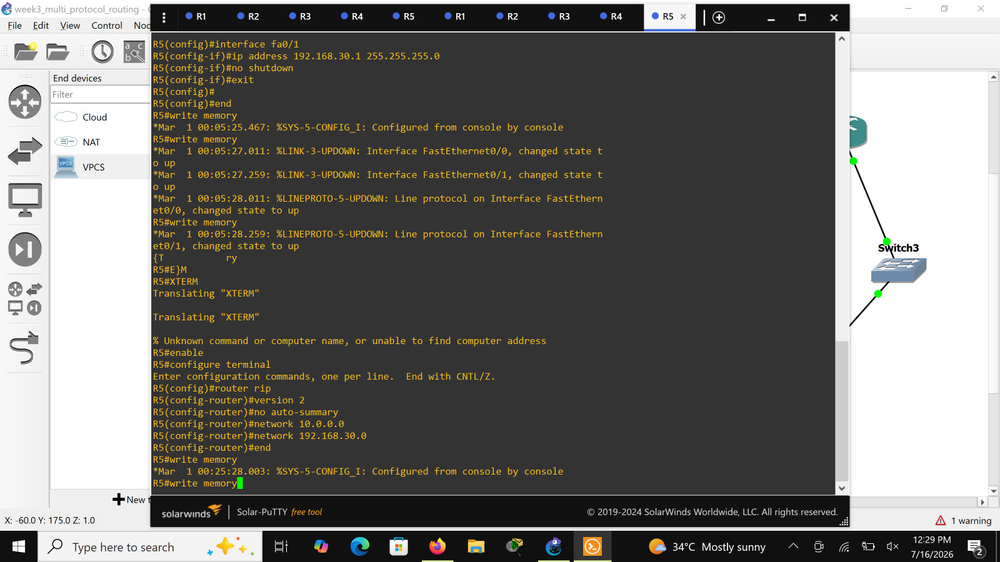 week3_multi_protocol_routing - G
File Edit View Control Nod
R1 R2 R3 R4 R5 R1 R2 R3 R4 R5
End devices
Filter
Cloud
NAT
VPCS
VPCS
R5(config)#interface fa0/1
R5(config-if)#ip address 192.168.30.1 255.255.255.0
R5(config-if)#no shutdown
R5(config-if)#exit
R5(config)#
R5(config)#end
R5#write memory
*Mar  1 00:05:25.467: %SYS-5-CONFIG_I: Configured from console by console
R5#write memory
*Mar  1 00:05:27.011: %LINK-3-UPDOWN: Interface FastEthernet0/0, changed state t
o up
*Mar  1 00:05:27.259: %LINK-3-UPDOWN: Interface FastEthernet0/1, changed state t
o up
*Mar  1 00:05:28.011: %LINEPROTO-5-UPDOWN: Line protocol on Interface FastEthern
et0/0, changed state to up
R5#write memory
*Mar  1 00:05:28.259: %LINEPROTO-5-UPDOWN: Line protocol on Interface FastEthern
et0/1, changed state to up
{T           ry
R5#E}M
R5#XTERM
Translating "XTERM"
Translating "XTERM"
% Unknown command or computer name, or unable to find computer address
R5#enable
R5#configure terminal
Enter configuration commands, one per line.  End with CNTL/Z.
R5(config)#router rip
R5(config-router)#version 2
R5(config-router)#no auto-summary
R5(config-router)#network 10.0.0.0
R5(config-router)#network 192.168.30.0
R5(config-router)#end
R5#write memory
*Mar  1 00:25:28.003: %SYS-5-CONFIG_I: Configured from console by console
R5#write memory
Switch3
New t
solarwinds | Solar-PuTTY free tool
© 2019-2024 SolarWinds Worldwide, LLC. All rights reserved.
X: -60.0 Y: 175.0 Z: 1.0
1 warning
Type here to search
34°C Mostly sunny
12:29 PM
7/16/2026
2